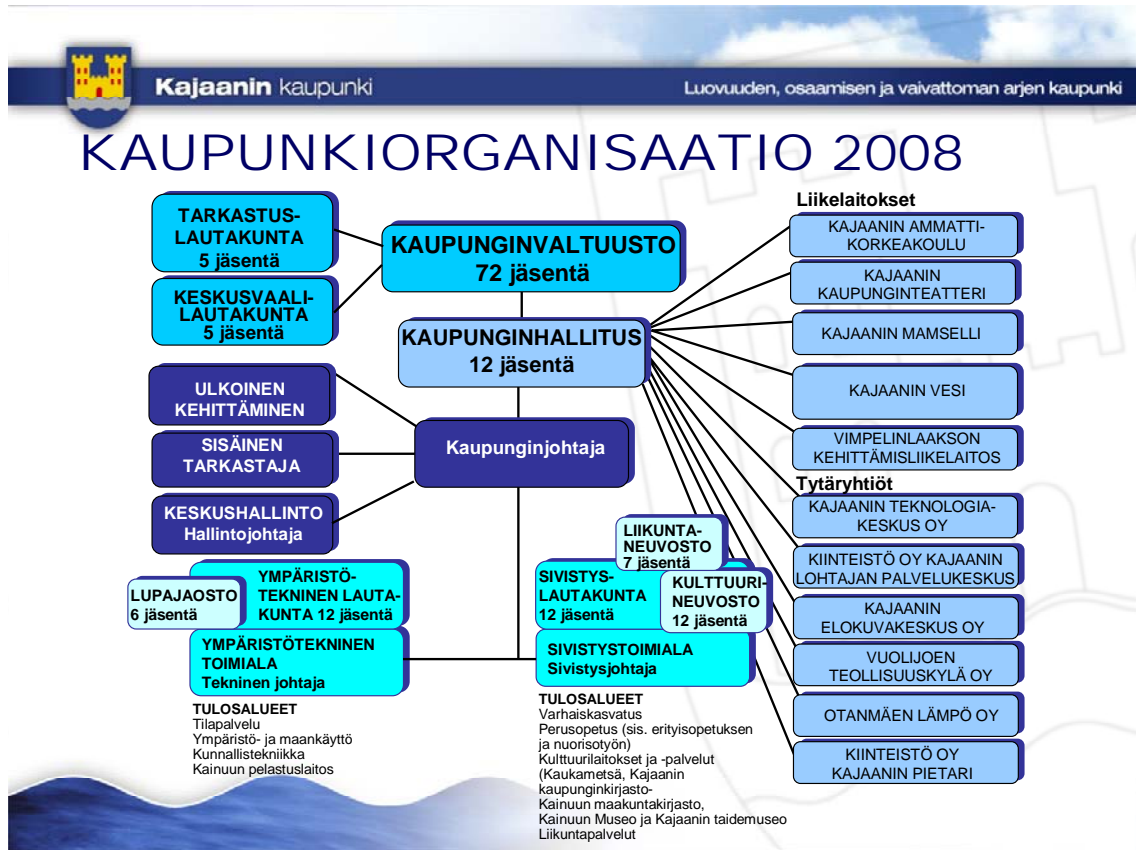 Kajaanin kaupunki
Luovuuden, osaamisen ja vaivattoman arjen kaupunki
KAUPUNKIORGANISAATIO 2008
TARKASTUS-
LAUTAKUNTA
5 jäsentä
KESKUSVAALI-
LAUTAKUNTA
5 jäsentä
KAUPUNGINVALTUUSTO
72 jäsentä
KAUPUNGINHALLITUS
12 jäsentä
ULKOINEN
KEHITTÄMINEN
SISÄINEN
TARKASTAJA
KESKUSHALLINTO
Hallintojohtaja
Kaupunginjohtaja
LUPAJAOSTO
6 jäsentä
YMPÄRISTÖ-
TEKNINEN LAUTA-
KUNTA 12 jäsentä
YMPÄRISTÖTEKNINEN
TOIMIALA
Tekninen johtaja
TULOSALUEET
Tilapalvelu
Ympäristö- ja maankäyttö
Kunnallistekniikka
Kainuun pelastuslaitos
LIIKUNTA-
NEUVOSTO
7 jäsentä
SIVISTYS-
LAUTAKUNTA
12 jäsentä
KULTTUURI-
NEUVOSTO
12 jäsentä
SIVISTYSTOIMIALA
Sivistysjohtaja
TULOSALUEET
Varhaiskasvatus
Perusopetus (sis. erityisopetuksen
ja nuorisotyön)
Kulttuurilaitokset ja -palvelut
(Kaukametsä, Kajaanin
kaupunginkirjasto-
Kainuun maakuntakirjasto,
Kainuun Museo ja Kajaanin taidemuseo
Liikuntapalvelut
Liikelaitokset
KAJAANIN AMMATTI-
KORKEAKOULU
KAJAANIN
KAUPUNGINTEATTERI
KAJAANIN MAMSELLI
KAJAANIN VESI
VIMPELINLAAKSON
KEHITTÄMISLIIKELAITOS
Tytäryhtiöt
KAJAANIN TEKNOLOGIA-
KESKUS OY
KIINTEISTÖ OY KAJAANIN
LOHTAJAN PALVELUKESKUS
KAJAANIN
ELOKUVAKESKUS OY
VUOLIJOEN
TEOLLISUUSKYLÄ OY
OTANMÄEN LÄMPÖ OY
KIINTEISTÖ OY
KAJAANIN PIETARI